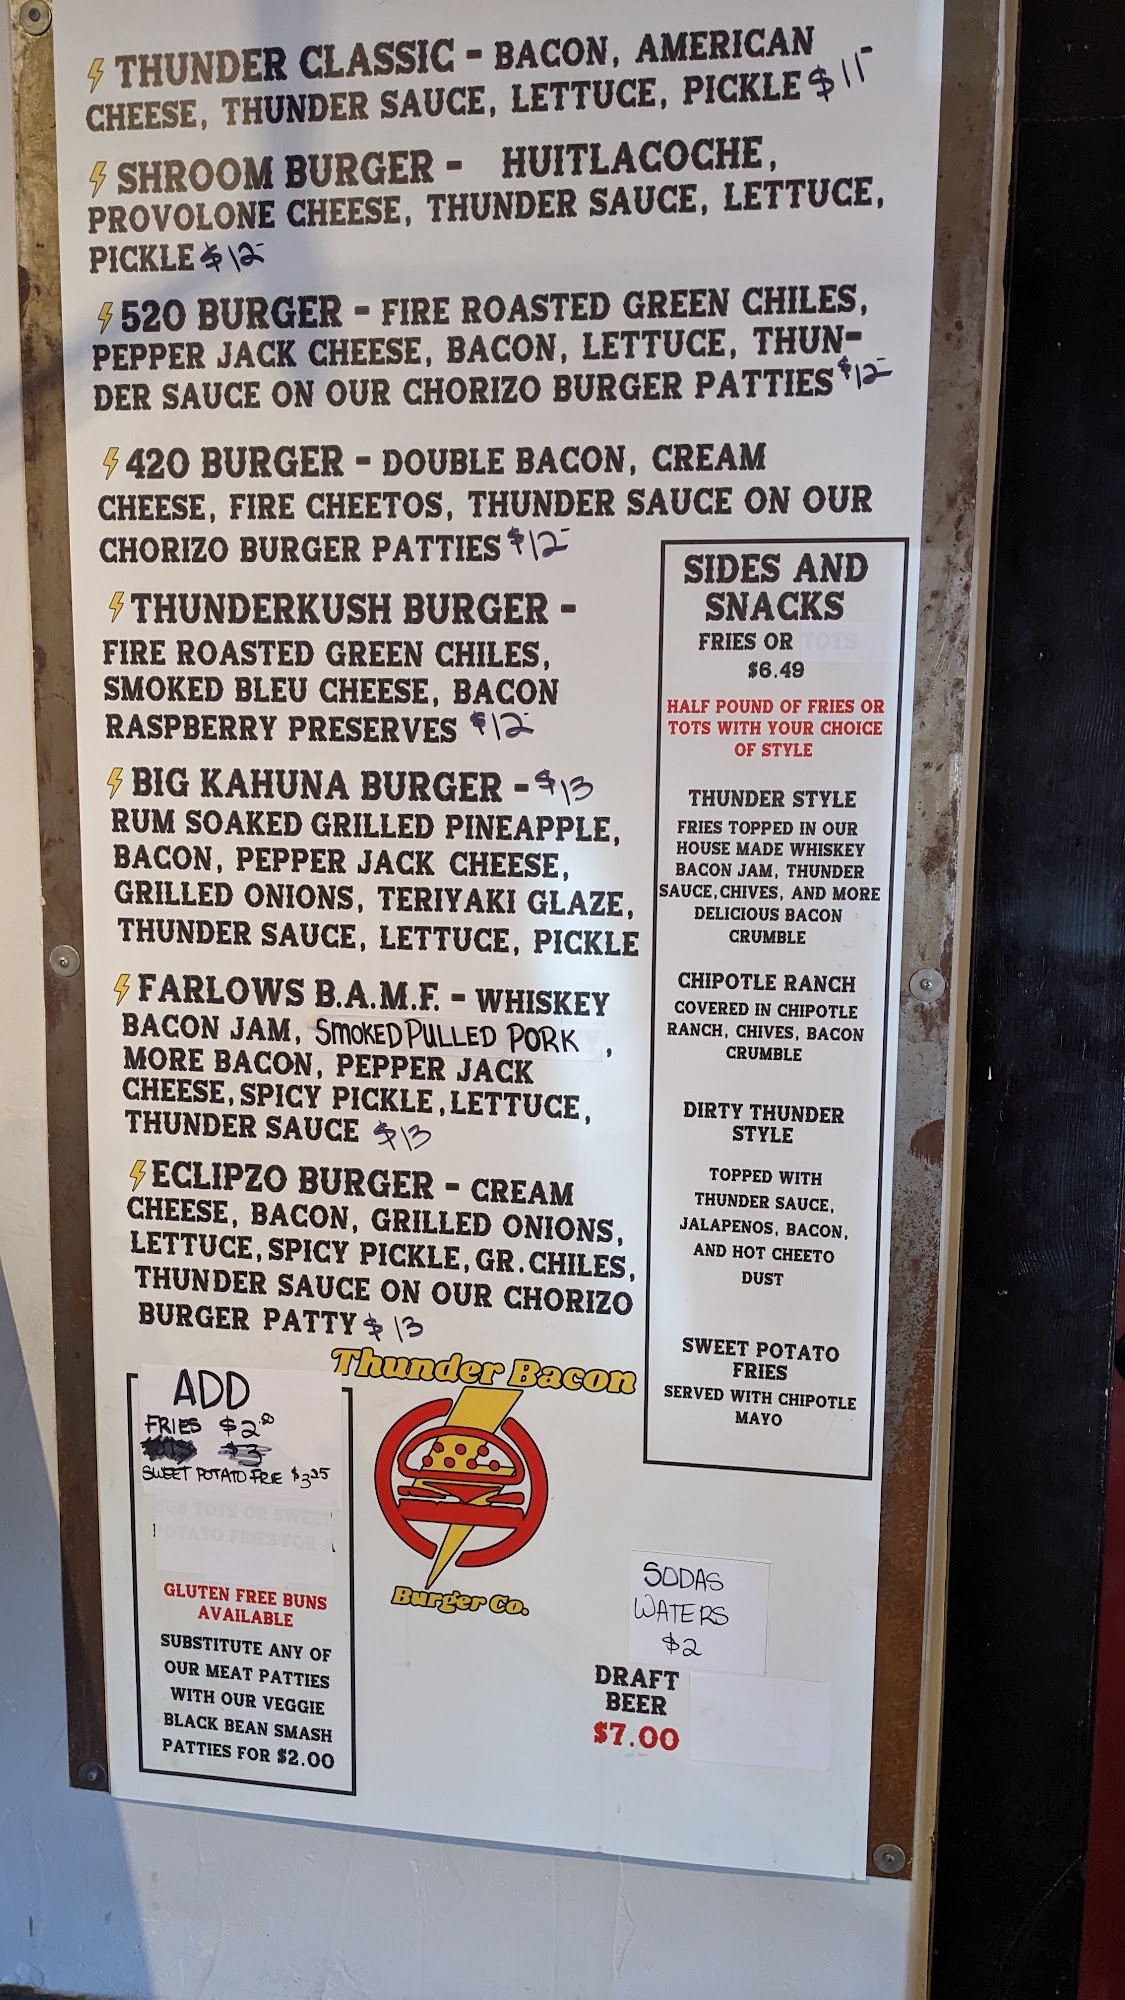 THUNDER CLASSIC - BACON, AMERICAN
CHEESE, THUNDER SAUCE, LETTUCE, PICKLE $11-
SHROOM BURGER - HUITLACOCHE,
PROVOLONE CHEESE, THUNDER SAUCE, LETTUCE,
PICKLE $12-
520 BURGER - FIRE ROASTED GREEN CHILES,
PEPPER JACK CHEESE, BACON, LETTUCE, THUN-
DER SAUCE ON OUR CHORIZO BURGER PATTIES $12-
420 BURGER - DOUBLE BACON, CREAM
CHEESE, FIRE CHEETOS, THUNDER SAUCE ON OUR
CHORIZO BURGER PATTIES $12-
THUNDERKUSH BURGER -
FIRE ROASTED GREEN CHILES,
SMOKED BLEU CHEESE, BACON
RASPBERRY PRESERVES $12-
BIG KAHUNA BURGER - $13
RUM SOAKED GRILLED PINEAPPLE,
BACON, PEPPER JACK CHEESE,
GRILLED ONIONS, TERIYAKI GLAZE,
THUNDER SAUCE, LETTUCE, PICKLE
FARLOWS B.A.M.F. - WHISKEY
BACON JAM, SMOKED PULLED PORK ,
MORE BACON, PEPPER JACK
CHEESE, SPICY PICKLE, LETTUCE,
THUNDER SAUCE $13
ECLIPZO BURGER - CREAM
CHEESE, BACON, GRILLED ONIONS,
LETTUCE, SPICY PICKLE, GR. CHILES,
THUNDER SAUCE ON OUR CHORIZO
BURGER PATTY $13
SIDES AND
SNACKS
FRIES OR TOTS
$6.49
HALF POUND OF FRIES OR
TOTS WITH YOUR CHOICE
OF STYLE
THUNDER STYLE
FRIES TOPPED IN OUR
HOUSE MADE WHISKEY
BACON JAM, THUNDER
SAUCE, CHIVES, AND MORE
DELICIOUS BACON
CRUMBLE
CHIPOTLE RANCH
COVERED IN CHIPOTLE
RANCH, CHIVES, BACON
CRUMBLE
DIRTY THUNDER
STYLE
TOPPED WITH
THUNDER SAUCE,
JALAPENOS, BACON,
AND HOT CHEETO
DUST
SWEET POTATO
FRIES
SERVED WITH CHIPOTLE
MAYO
ADD
FRIES $2.00
$3
SWEET POTATO FRIE $3.25
TOTS OR SWEET
POTATO FRIES FOR
GLUTEN FREE BUNS
AVAILABLE
SUBSTITUTE ANY OF
OUR MEAT PATTIES
WITH OUR VEGGIE
BLACK BEAN SMASH
PATTIES FOR $2.00
Thunder Bacon
Burger Co.
SODAS
WATERS
$2
DRAFT
BEER
$7.00